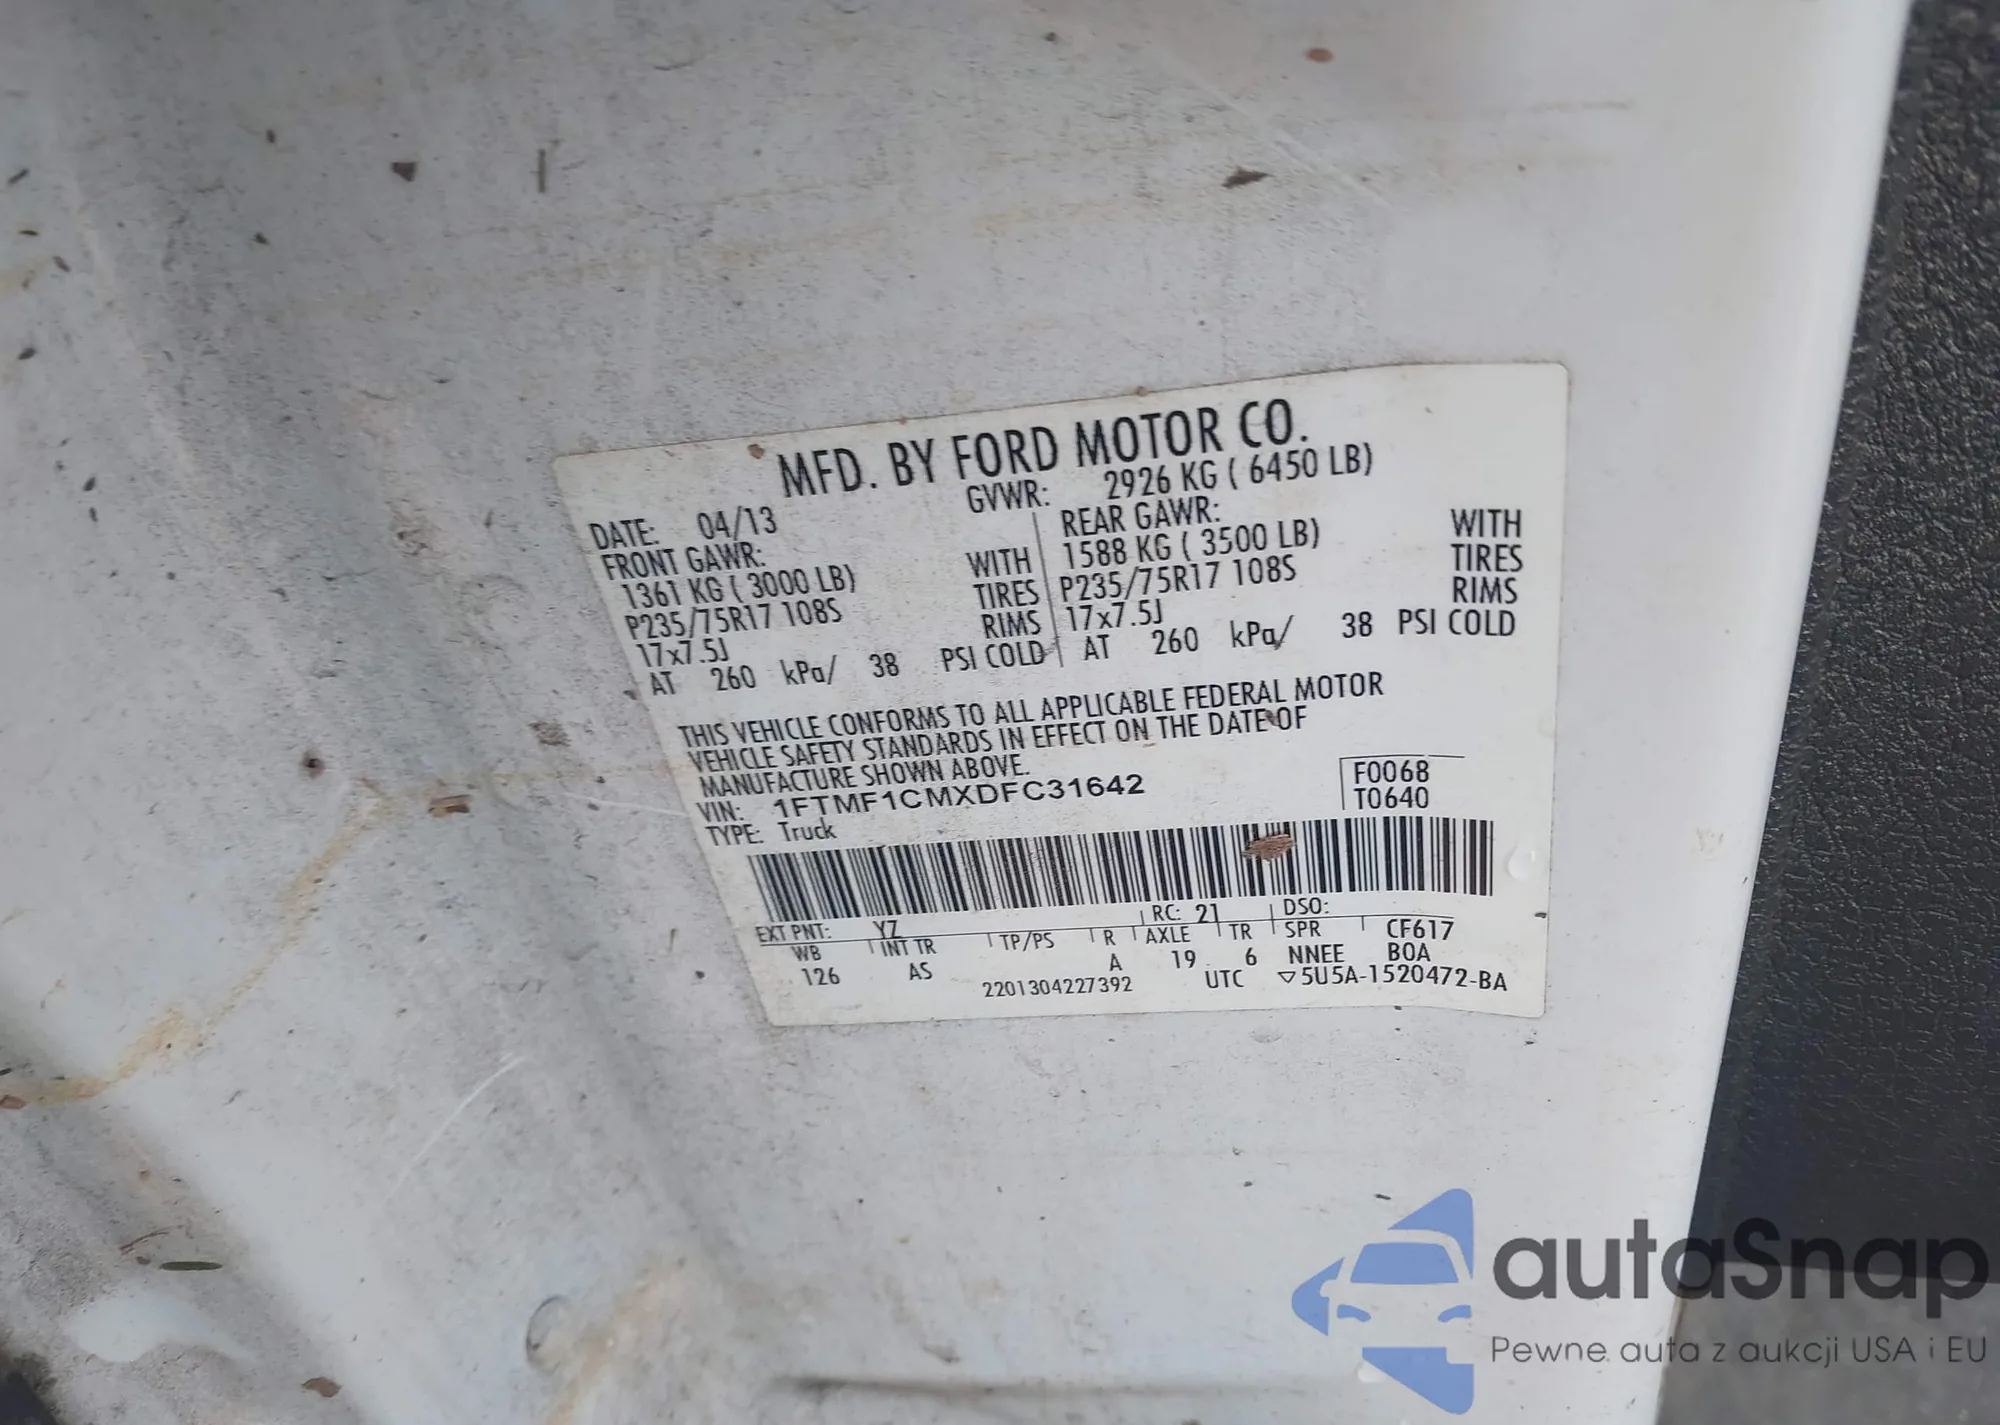 MFD. BY FORD MOTOR CO.
DATE: 04/13 GVWR: 2926 KG ( 6450 LB)
FRONT GAWR: REAR GAWR:
1361 KG ( 3000 LB) WITH 1588 KG ( 3500 LB) WITH
P235/75R17 108S TIRES P235/75R17 108S TIRES
17x7.5J RIMS 17x7.5J RIMS
AT 260 kPa/ 38 PSI COLD AT 260 kPa/ 38 PSI COLD
THIS VEHICLE CONFORMS TO ALL APPLICABLE FEDERAL MOTOR
VEHICLE SAFETY STANDARDS IN EFFECT ON THE DATE OF
MANUFACTURE SHOWN ABOVE.
VIN: 1FTMF1CMXDFC31642 F0068
TYPE: Truck T0640
EXT PNT: YZ RC: 21 DSO:
WB INT TR TP/PS R AXLE TR SPR CF617
126 AS A 19 6 NNEE BOA
2201304227392 UTC ▽5U5A-1520472-BA
autaSnap
Pewne auta z aukcji USA i EU